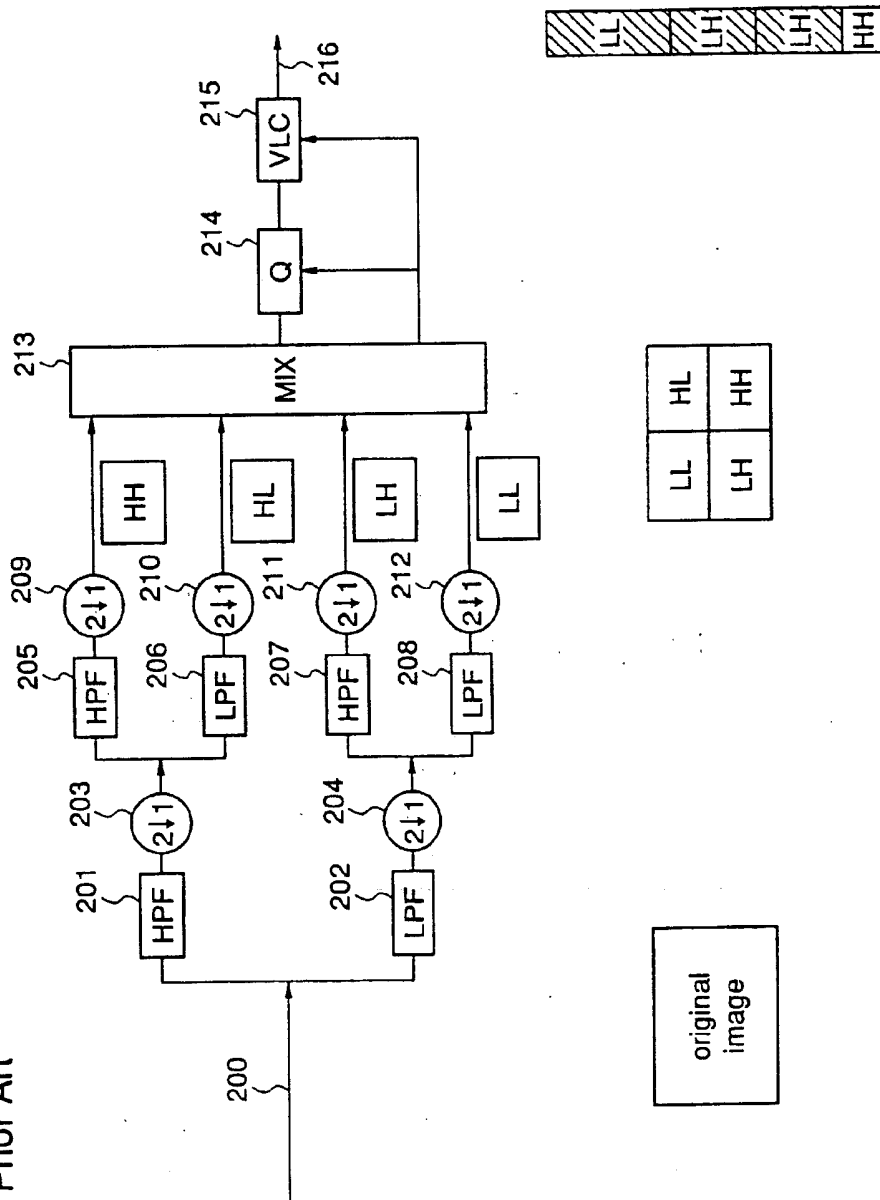 Prior Art
200
201
HPF
202
LPF
203
2↓1
204
2↓1
205
HPF
206
LPF
207
HPF
208
LPF
209
2↓1
210
2↓1
211
2↓1
212
2↓1
HH
HL
LH
LL
213
MIX
214
Q
215
VLC
216
original
image
LL
HL
LH
HH
LL
LH
LH
HH